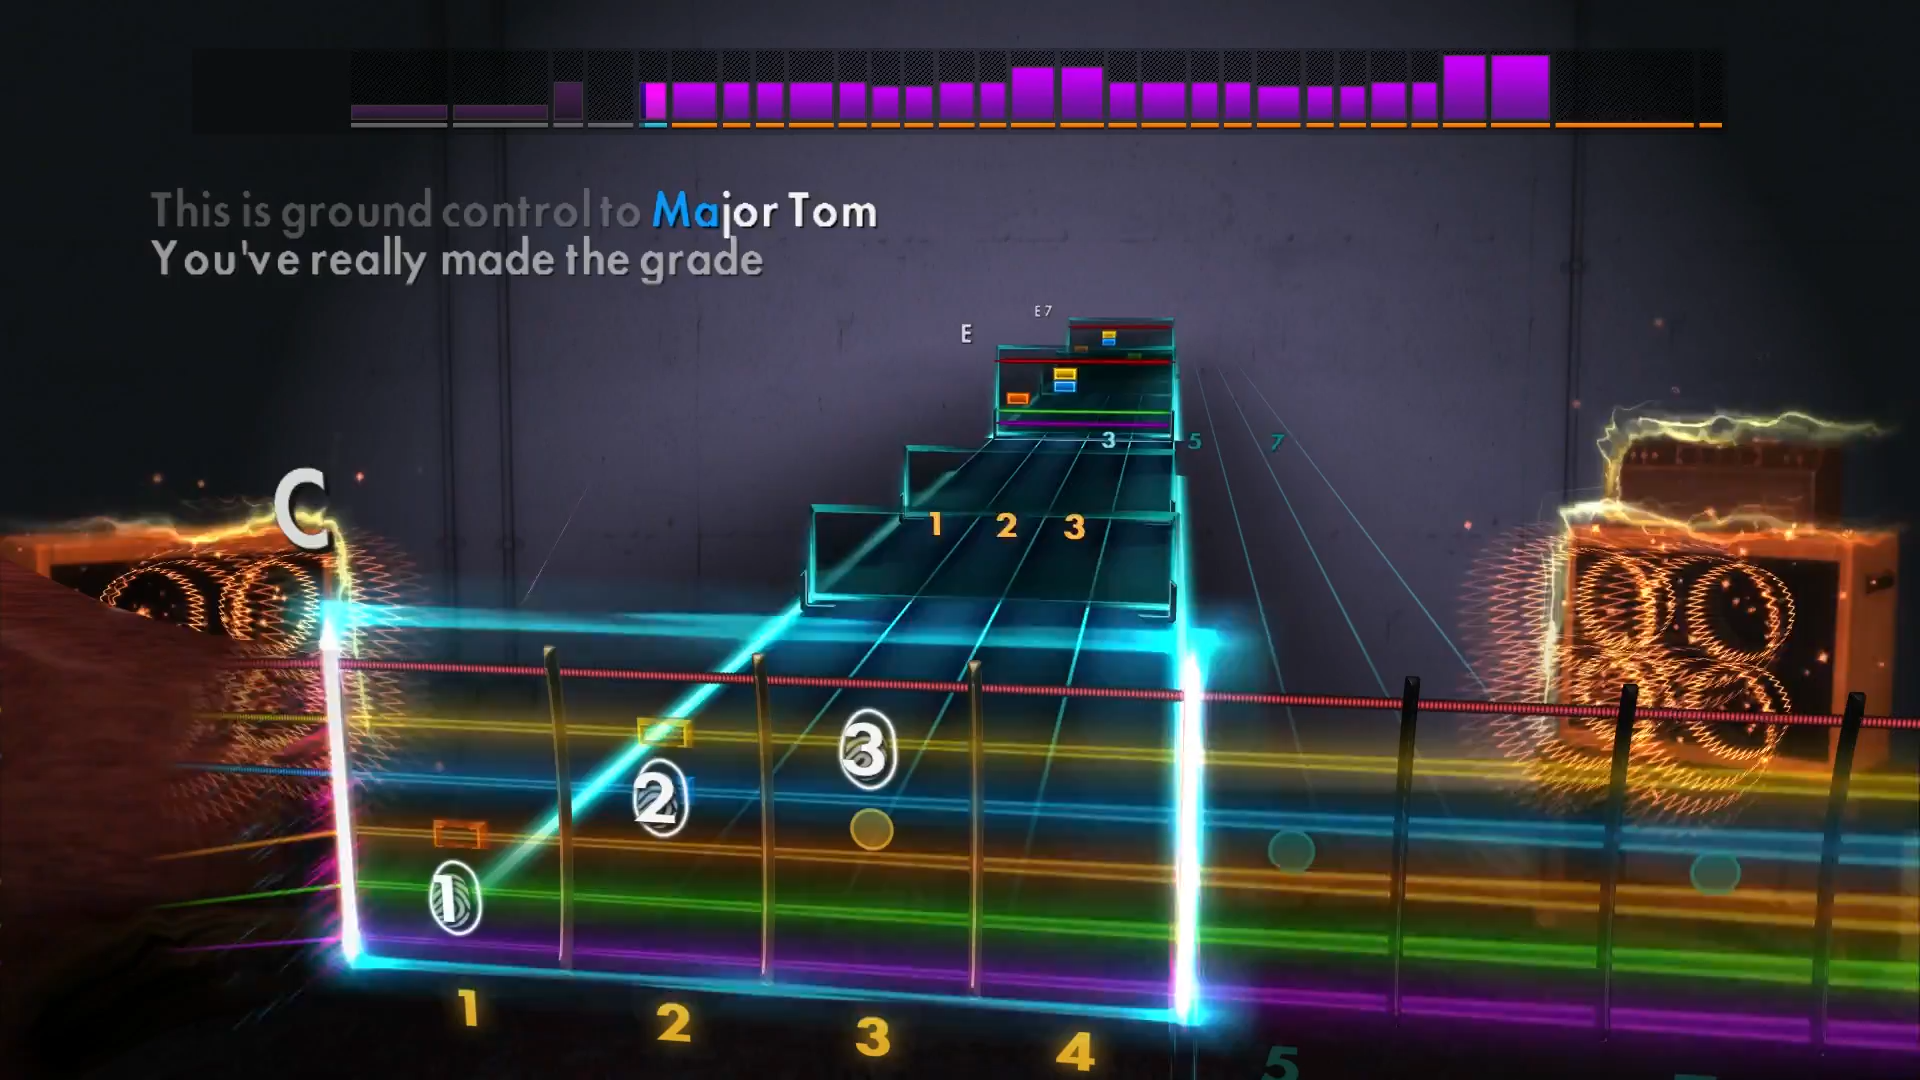 This is ground control to Major Tom
You've really made the grade
E7
E
3 5 7
C
1 2 3
3
2
1
1 2 3 4 5